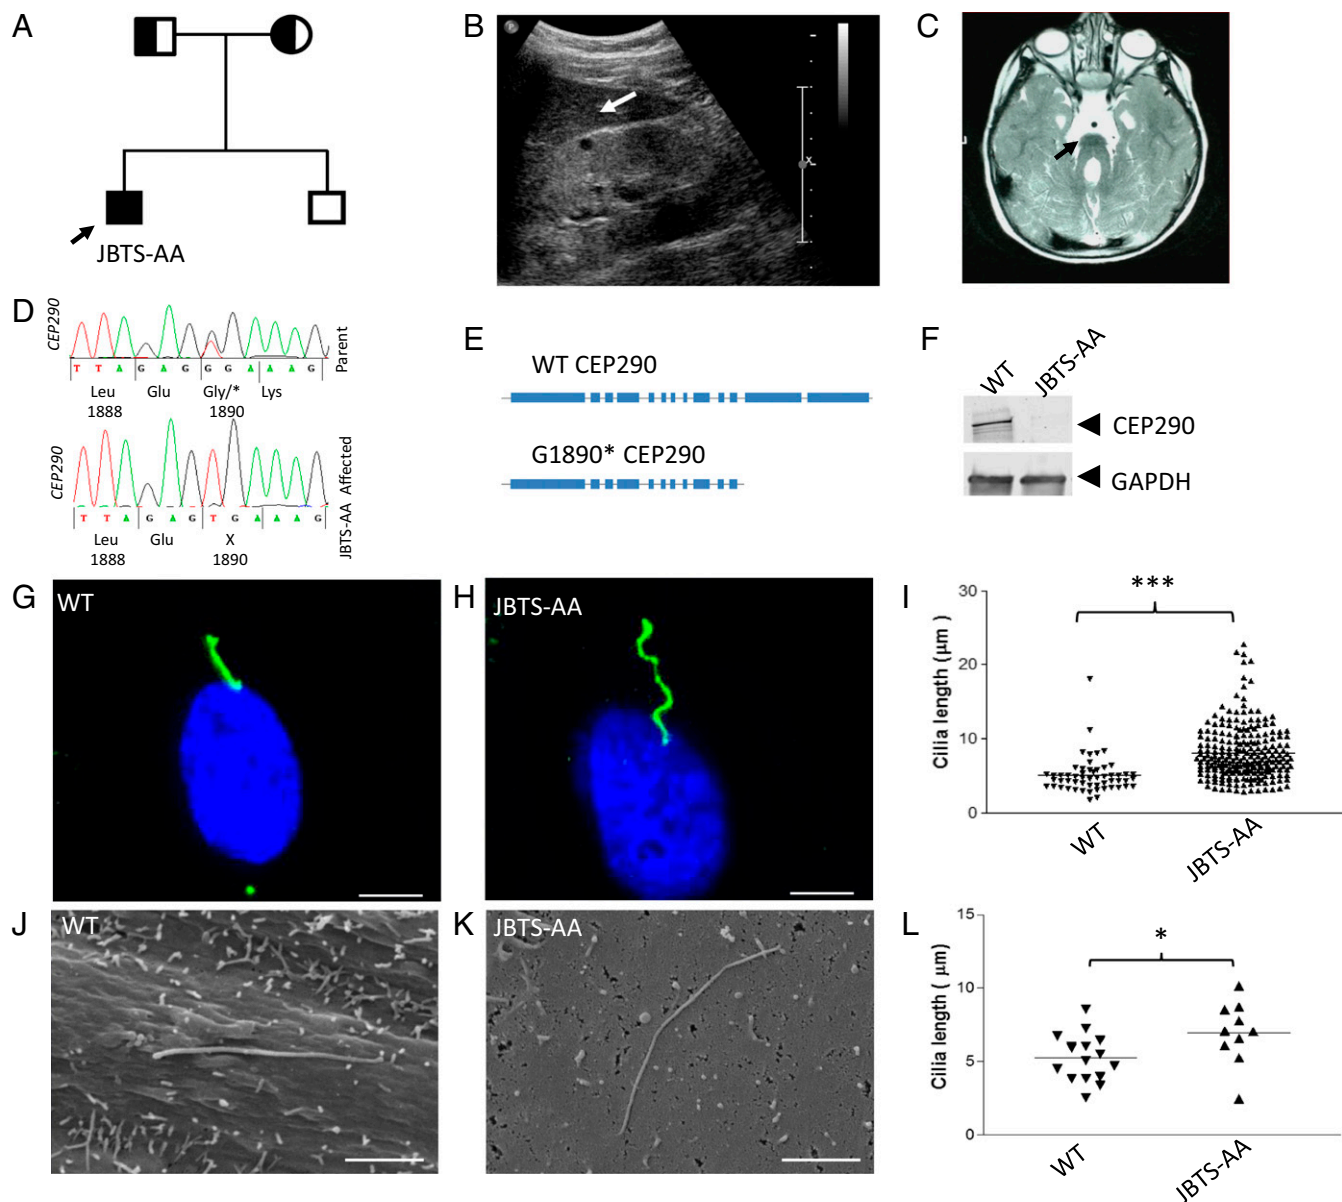 A
JBTS-AA
B
P
X
C
L
D
CEP290
T T A G A G G G A A A G
Parent
Leu Glu Gly/* Lys
1888 1890
CEP290
T T A G A G T G A A A G
JBTS-AA Affected
Leu Glu X
1888 1890
E
WT CEP290
G1890* CEP290
F
WT JBTS-AA
CEP290
GAPDH
G WT
H JBTS-AA
I
***
Cilia length (μm)
30
20
10
0
WT JBTS-AA
J WT
K JBTS-AA
L
*
Cilia length ( μm)
15
10
5
0
WT JBTS-AA